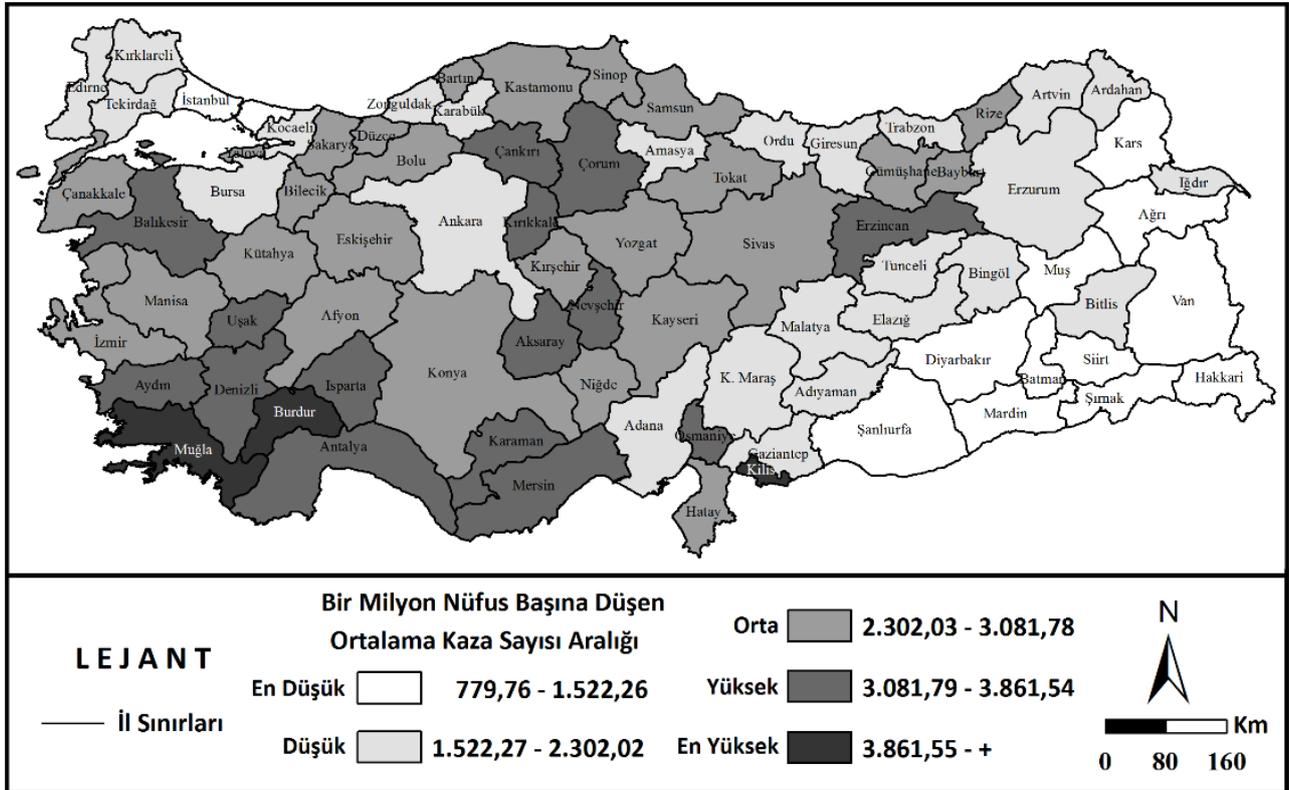 Kırklareli
Edirne
Tekirdağ
İstanbul
Kocaeli
Yalova
Sakarya
Düzce
Zonguldak
Bartın
Karabük
Kastamonu
Sinop
Samsun
Bolu
Çankırı
Çorum
Amasya
Ordu
Giresun
Trabzon
Rize
Artvin
Ardahan
Kars
Çanakkale
Balıkesir
Bursa
Bilecik
Ankara
Kırıkkale
Tokat
Gümüşhane
Bayburt
Erzurum
Iğdır
Ağrı
Kütahya
Eskişehir
Kırşehir
Yozgat
Sivas
Erzincan
Tunceli
Bingöl
Muş
Bitlis
Van
Manisa
Uşak
Afyon
Nevşehir
Kayseri
Malatya
Elazığ
İzmir
Aksaray
Diyarbakır
Siirt
Batman
Hakkari
Şırnak
Mardin
Aydın
Denizli
Isparta
Konya
Niğde
K. Maraş
Adıyaman
Şanlıurfa
Burdur
Muğla
Antalya
Karaman
Mersin
Adana
Osmaniye
Gaziantep
Kilis
Hatay
LEJANT
İl Sınırları
Bir Milyon Nüfus Başına Düşen
Ortalama Kaza Sayısı Aralığı
En Düşük 779,76 - 1.522,26
Düşük 1.522,27 - 2.302,02
Orta 2.302,03 - 3.081,78
Yüksek 3.081,79 - 3.861,54
En Yüksek 3.861,55 - +
N
Km
0 80 160